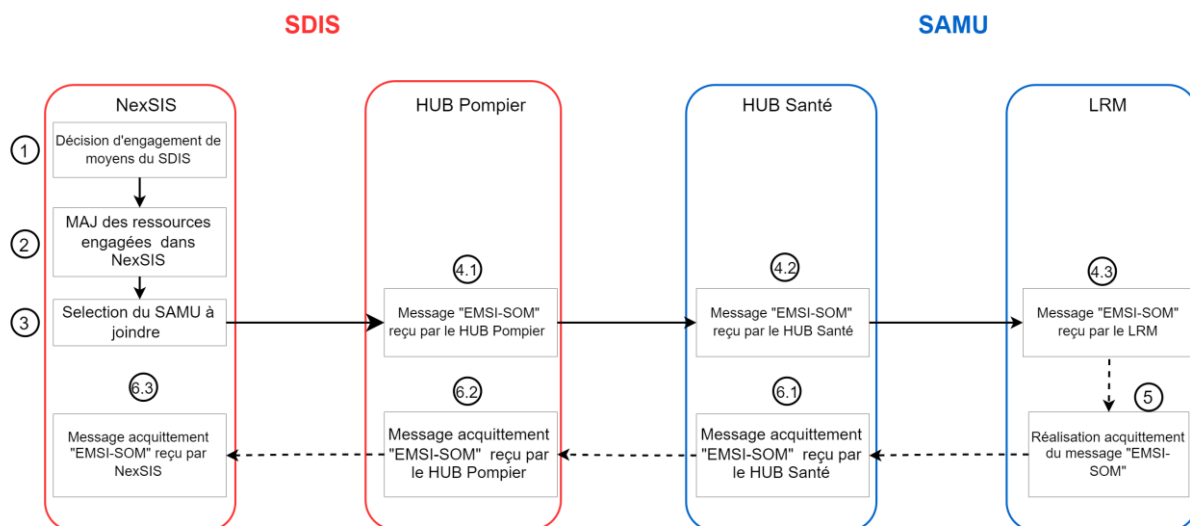 SDIS
SAMU
NexSIS
HUB Pompier
HUB Santé
LRM
1
Décision d'engagement de
moyens du SDIS
2
MAJ des ressources
engagées dans
NexSIS
3
Selection du SAMU à
joindre
4.1
Message "EMSI-SOM"
reçu par le HUB Pompier
4.2
Message "EMSI-SOM"
reçu par le HUB Santé
4.3
Message "EMSI-SOM"
reçu par le LRM
5
Réalisation acquittement
du message "EMSI-
SOM"
6.1
Message acquittement
"EMSI-SOM" reçu par
le HUB Santé
6.2
Message acquittement
"EMSI-SOM" reçu par
le HUB Pompier
6.3
Message acquittement
"EMSI-SOM" reçu par
NexSIS